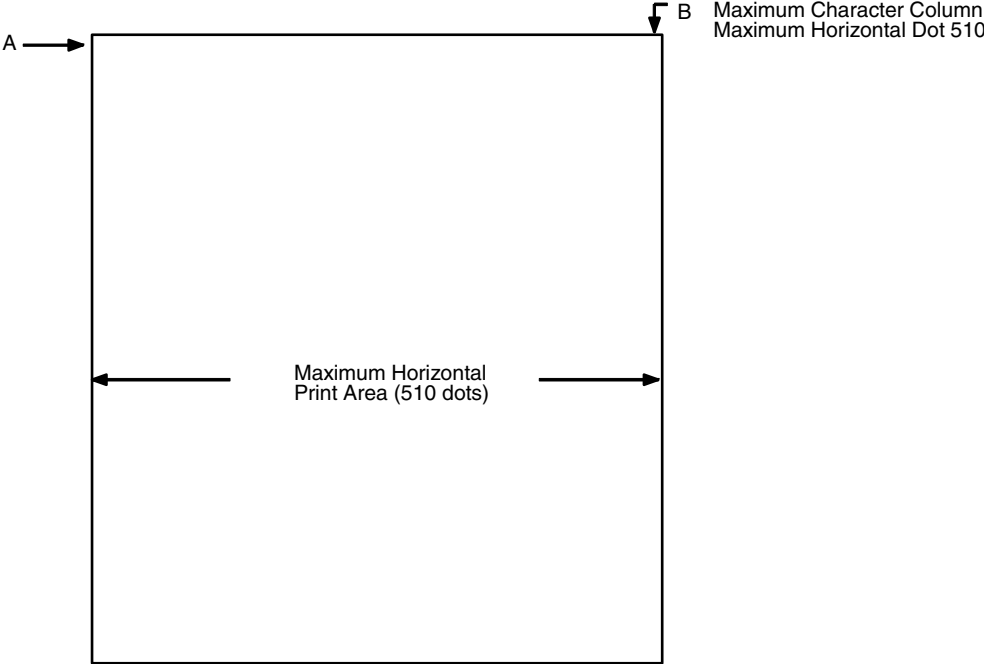 B Maximum Character Column
Maximum Horizontal Dot 510
A
Maximum Horizontal
Print Area (510 dots)